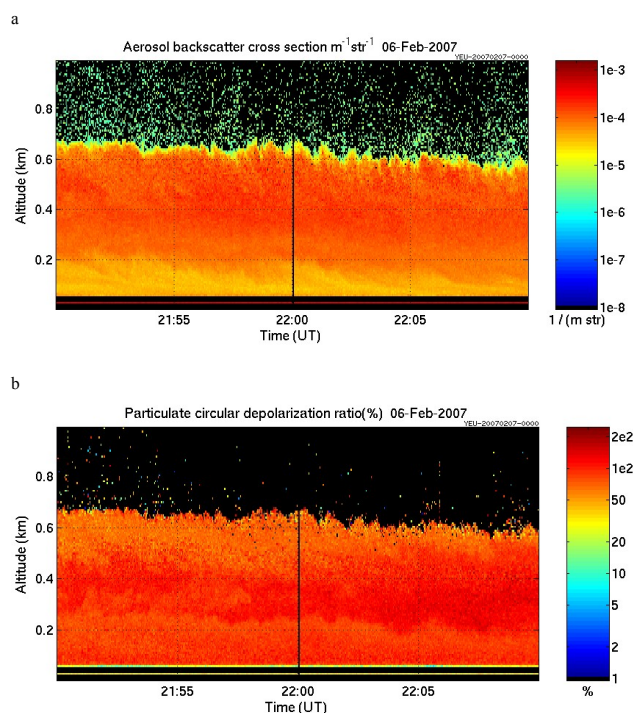 a
Aerosol backscatter cross section m⁻¹str⁻¹ 06-Feb-2007
YEU-20070207-0000
0.8
0.6
0.4
0.2
Altitude (km)
21:55 22:00 22:05
Time (UT)
1e-3
1e-4
1e-5
1e-6
1e-7
1e-8
1 / (m str)
b
Particulate circular depolarization ratio(%) 06-Feb-2007
YEU-20070207-0000
0.8
0.6
0.4
0.2
Altitude (km)
21:55 22:00 22:05
Time (UT)
2e2
1e2
50
20
10
5
2
1
%